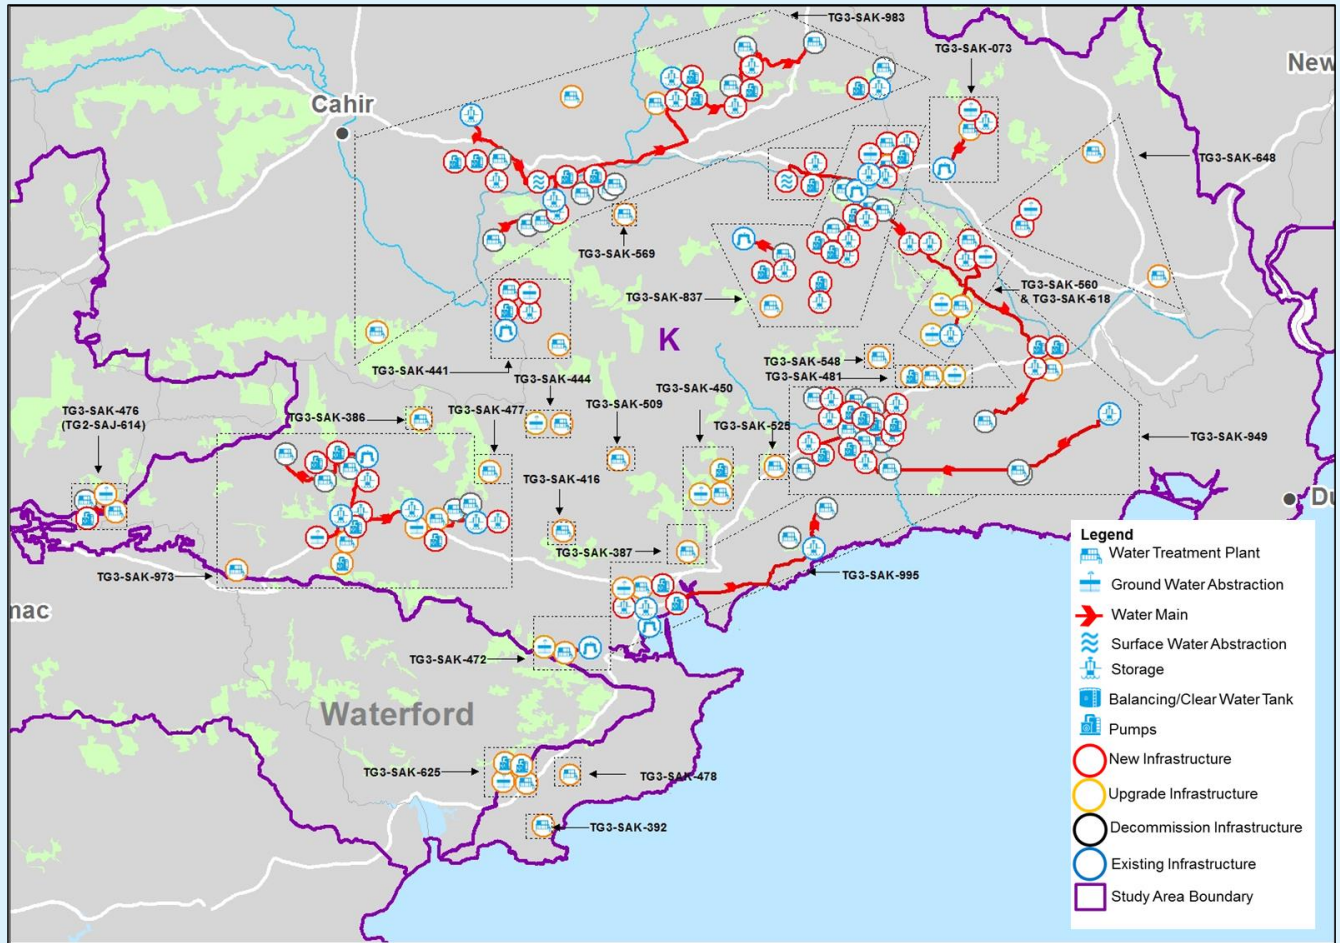 TG3-SAK-983
TG3-SAK-073
New
Cahir
TG3-SAK-648
TG3-SAK-569
TG3-SAK-560
& TG3-SAK-618
TG3-SAK-837
K
TG3-SAK-548
TG3-SAK-441
TG3-SAK-481
TG3-SAK-444
TG3-SAK-450
TG3-SAK-476
(TG2-SAJ-614)
TG3-SAK-386
TG3-SAK-477
TG3-SAK-509
TG3-SAK-525
TG3-SAK-949
TG3-SAK-416
Du
TG3-SAK-387
TG3-SAK-973
TG3-SAK-995
mac
TG3-SAK-472
Waterford
TG3-SAK-625
TG3-SAK-478
TG3-SAK-392
Legend
Water Treatment Plant
Ground Water Abstraction
Water Main
Surface Water Abstraction
Storage
Balancing/Clear Water Tank
Pumps
New Infrastructure
Upgrade Infrastructure
Decommission Infrastructure
Existing Infrastructure
Study Area Boundary